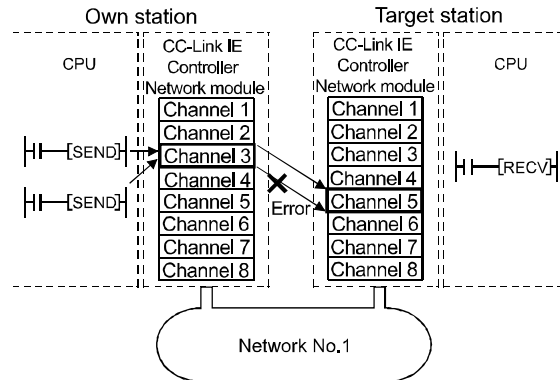 Own station
Target station
CPU
CC-Link IE
Controller
Network module
CC-Link IE
Controller
Network module
CPU
Channel 1
Channel 2
Channel 3
Channel 4
Channel 5
Channel 6
Channel 7
Channel 8
Channel 1
Channel 2
Channel 3
Channel 4
Channel 5
Channel 6
Channel 7
Channel 8
SEND
SEND
Error
RECV
Network No.1